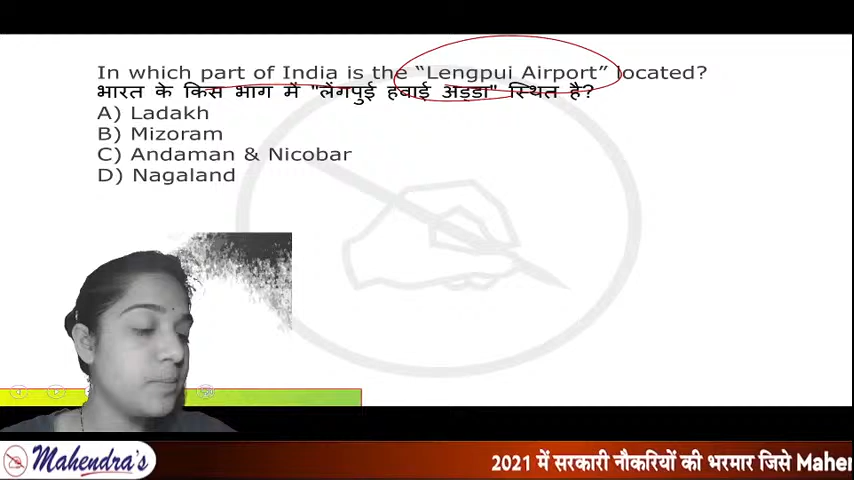 In which part of India is the “Lengpui Airport” located?
भारत के किस भाग में "लेंगपुई हवाई अड्डा" स्थित है?
A) Ladakh
B) Mizoram
C) Andaman & Nicobar
D) Nagaland
Mahendra's
2021 में सरकारी नौकरियों की भरमार जिसे Mahen